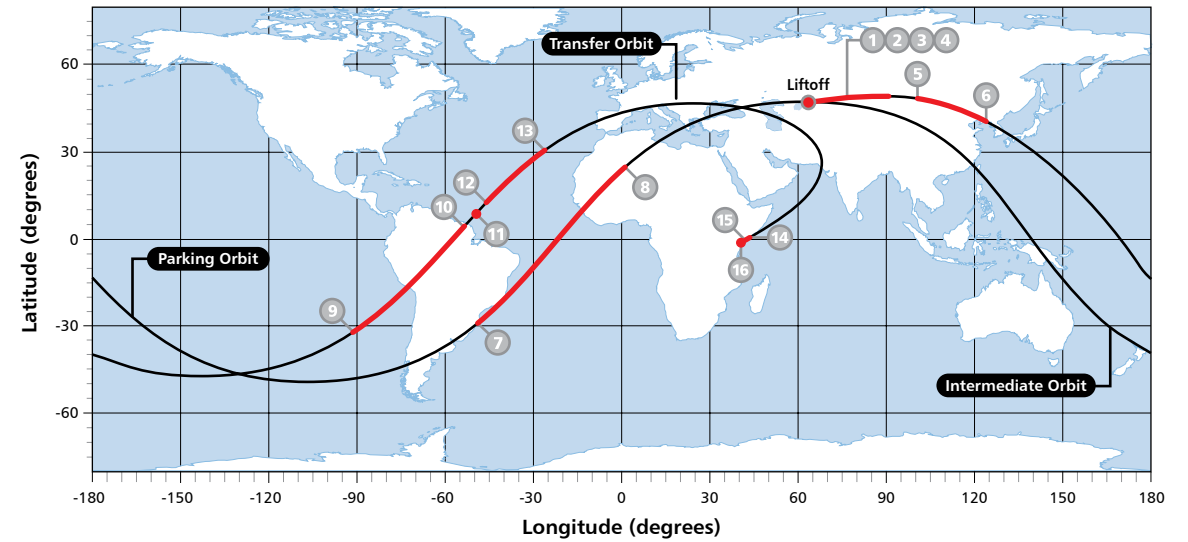 1 2 3 4
Transfer Orbit
60
Liftoff
5
6
13
30
12
8
10
15
11
14
0
Parking Orbit
16
9
-30
7
Intermediate Orbit
-60
Latitude (degrees)
-180 -150 -120 -90 -60 -30 0 30 60 90 120 150 180
Longitude (degrees)